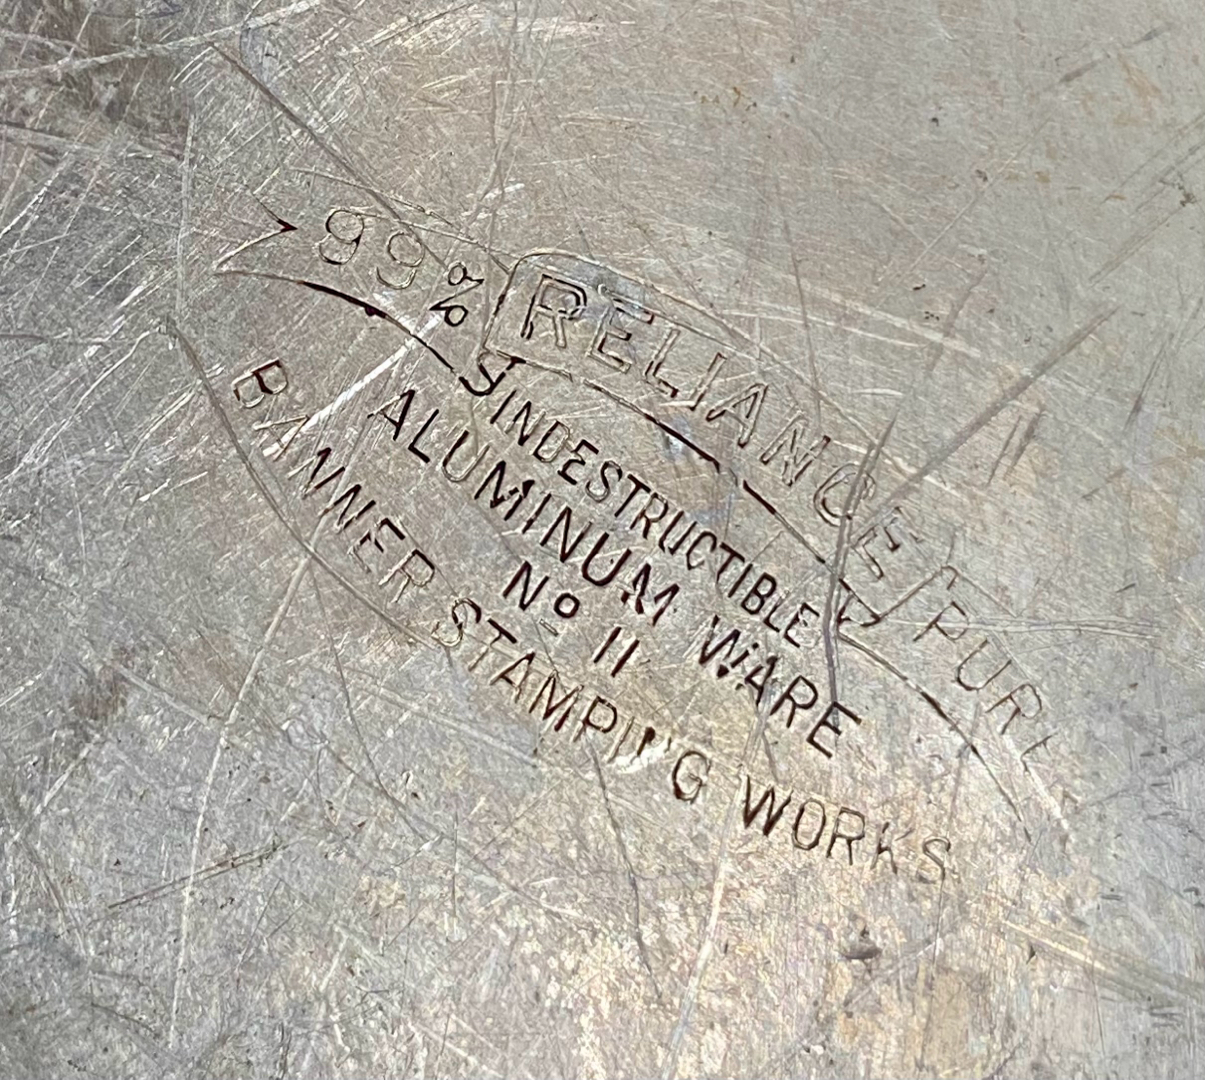 99% RELIANCE PURE
INDESTRUCTIBLE
ALUMINUM WARE
No 11
BANNER STAMPING WORKS